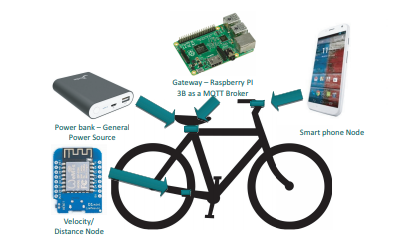 Gateway – Raspberry PI
3B as a MQTT Broker
Power bank – General
Power Source
Smart phone Node
Velocity/
Distance Node